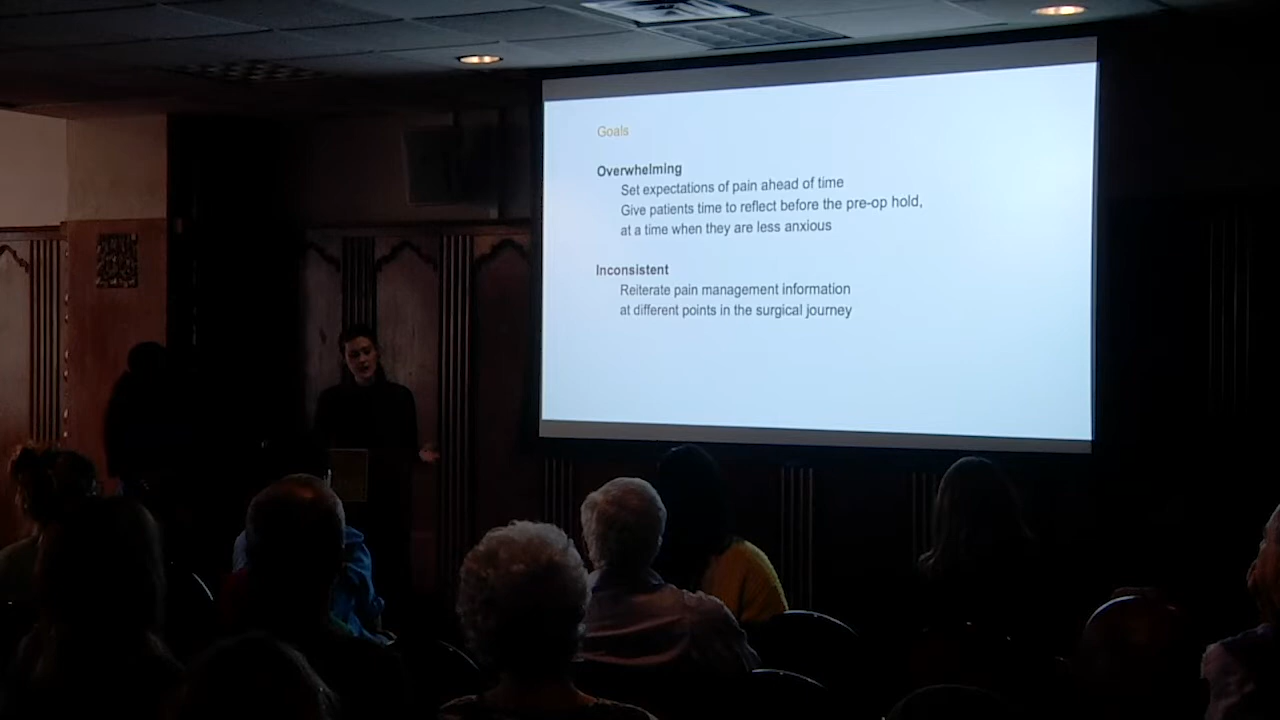 Goals
Overwhelming
Set expectations of pain ahead of time
Give patients time to reflect before the pre-op hold,
at a time when they are less anxious
Inconsistent
Reiterate pain management information
at different points in the surgical journey